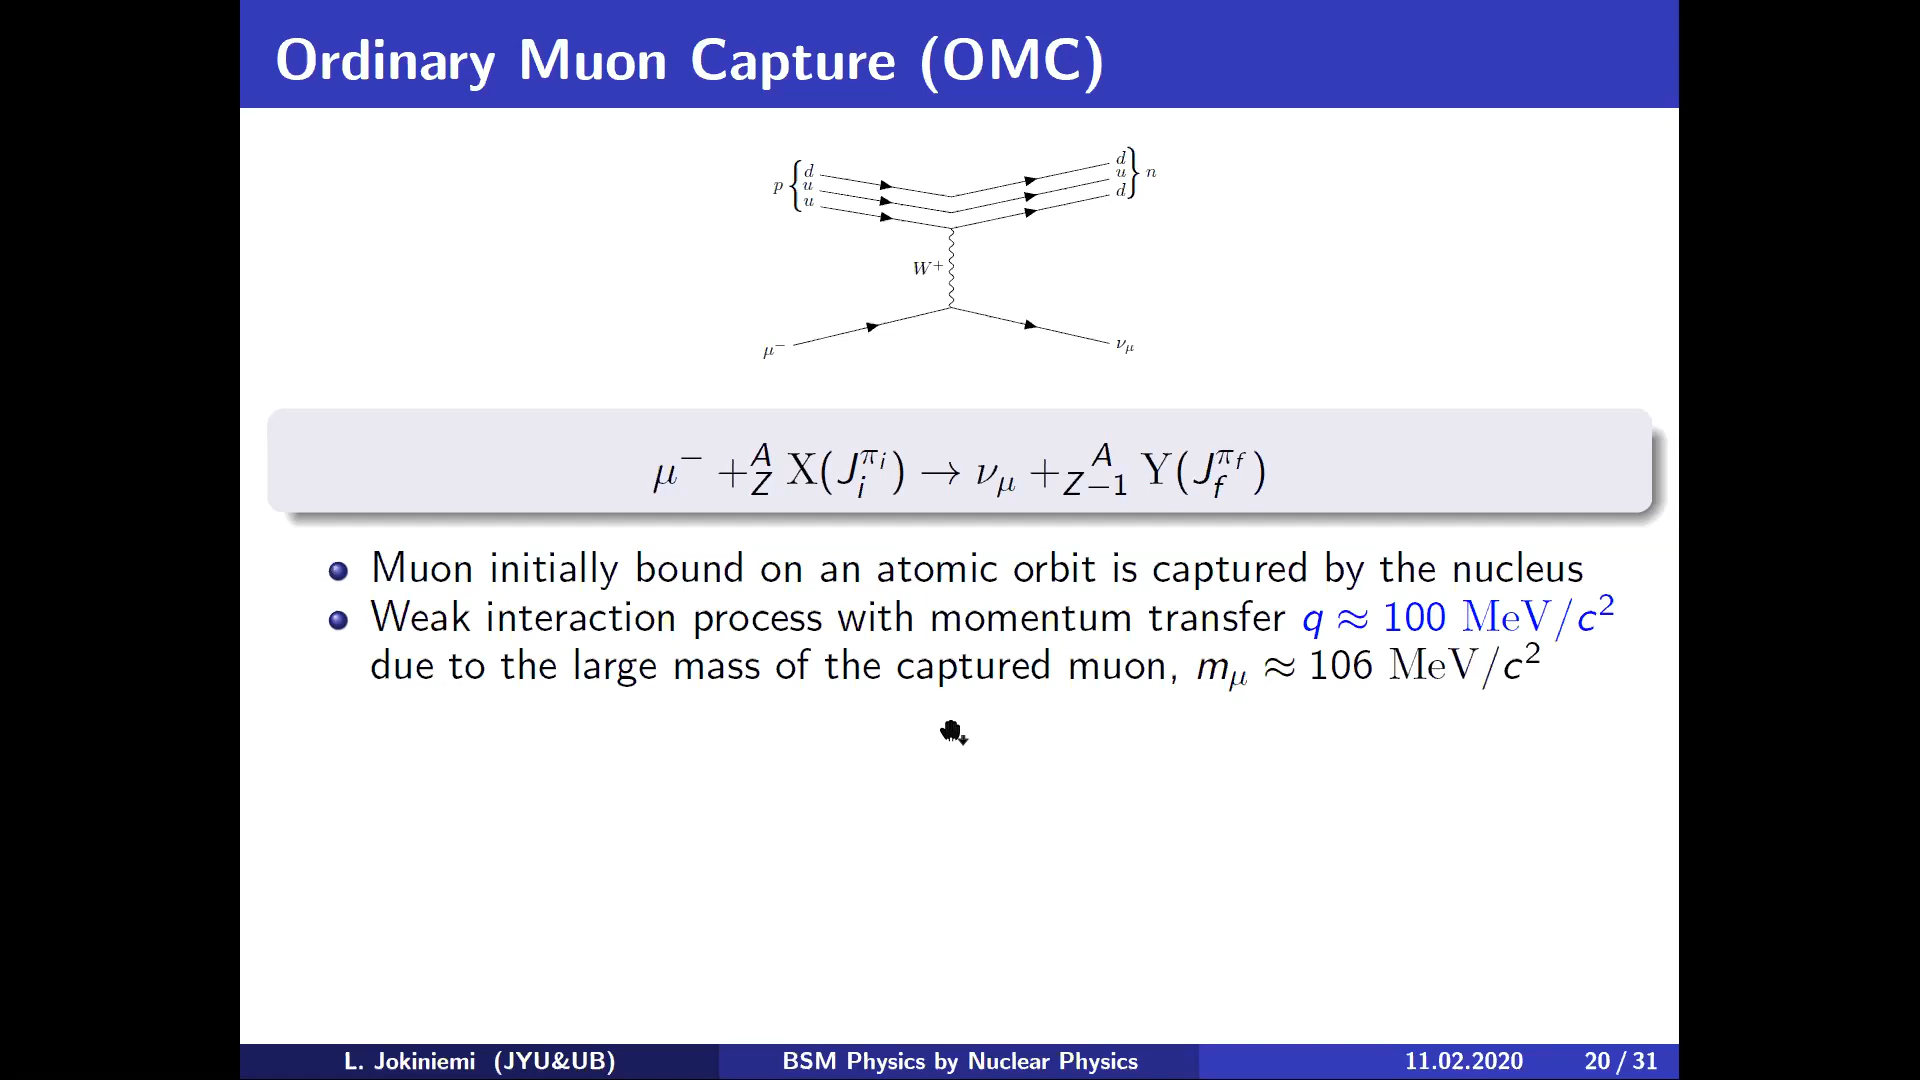 Ordinary Muon Capture (OMC)
p { d u u
d u d } n
W⁺
μ⁻
ν_μ
μ⁻ + ^A_Z X(J_i^{π_i}) → ν_μ + ^A_{Z−1} Y(J_f^{π_f})
Muon initially bound on an atomic orbit is captured by the nucleus
Weak interaction process with momentum transfer q ≈ 100 MeV/c²
due to the large mass of the captured muon, m_μ ≈ 106 MeV/c²
L. Jokiniemi (JYU&UB) BSM Physics by Nuclear Physics 11.02.2020 20 / 31